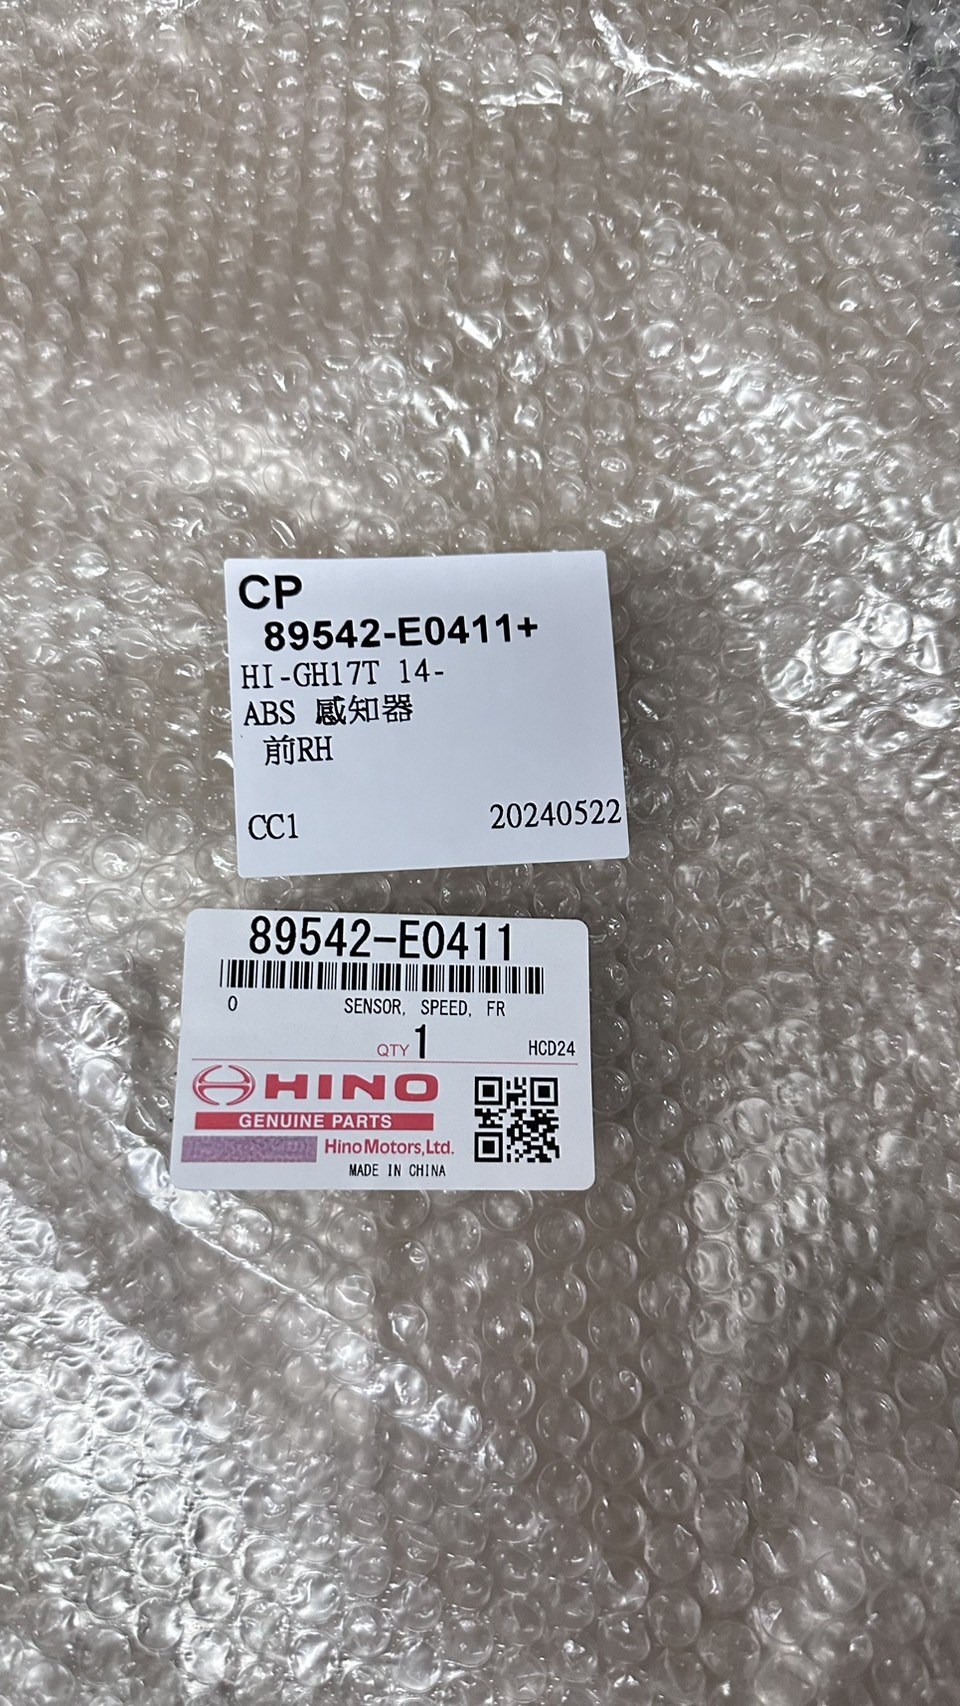 CP
89542-E0411+
HI-GH17T 14-
ABS 感知器
前RH
CC1 20240522
89542-E0411
0 SENSOR, SPEED, FR
QTY 1 HCD24
HINO
GENUINE PARTS
Hino Motors,Ltd.
MADE IN CHINA